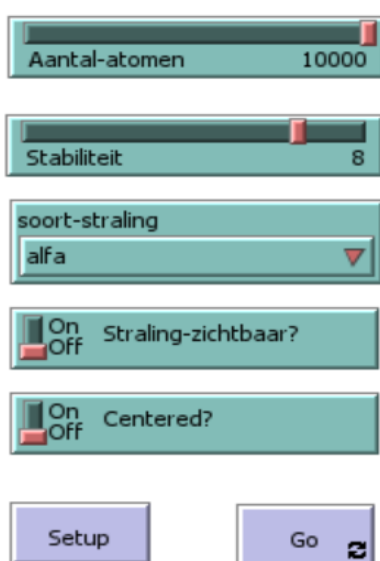 Aantal-atomen 10000
Stabiliteit 8
soort-straling
alfa
On
Off
Straling-zichtbaar?
On
Off
Centered?
Setup Go